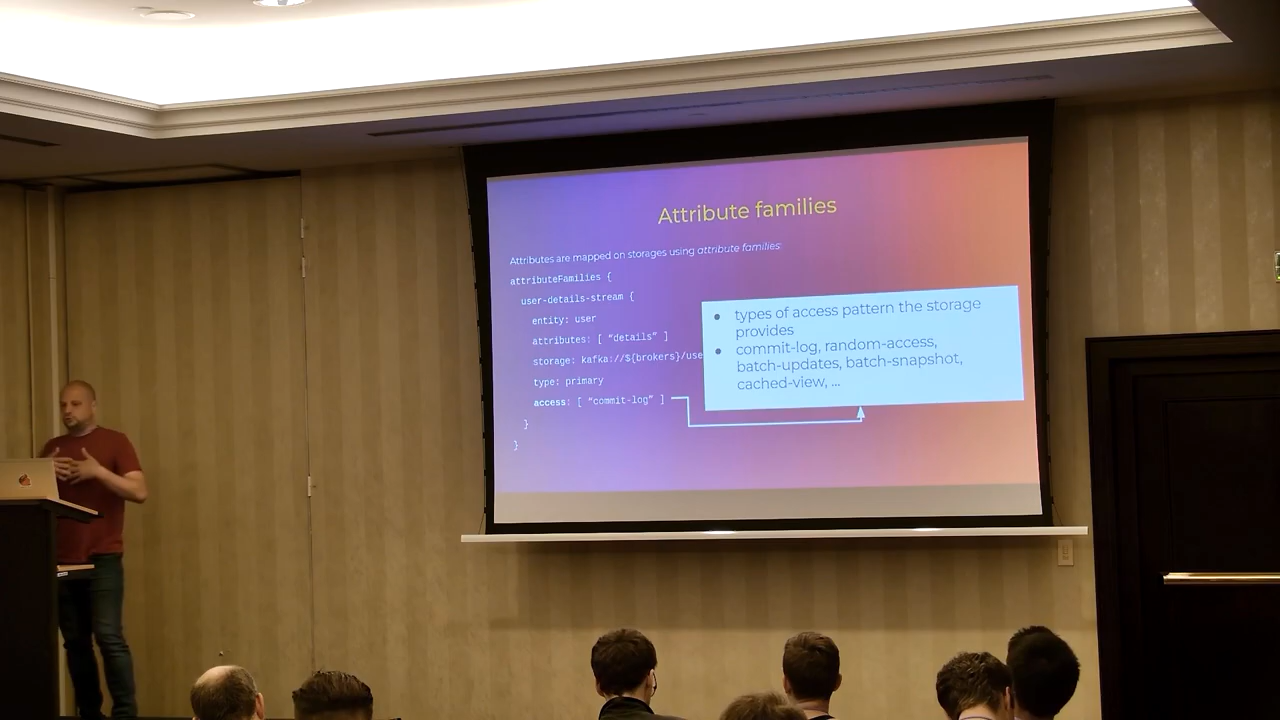 Attribute families
Attributes are mapped on storages using attribute families:
attributeFamilies {
user-details-stream {
entity: user
attributes: [ “details” ]
storage: kafka://${brokers}/use
type: primary
access: [ “commit-log” ]
}
}
● types of access pattern the storage
provides
● commit-log, random-access,
batch-updates, batch-snapshot,
cached-view, ...